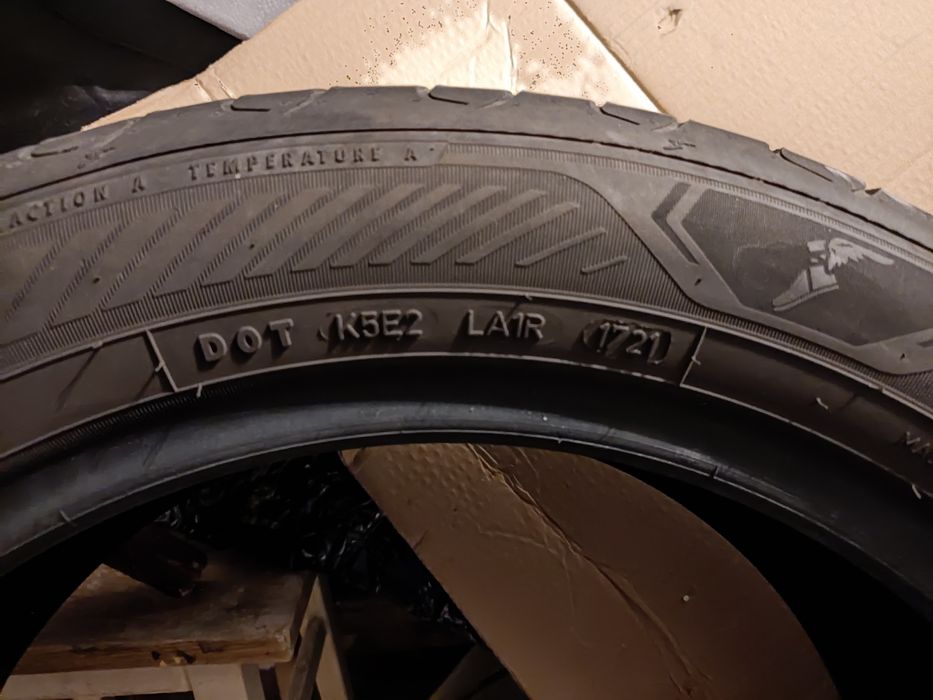 ACTION A TEMPERATURE A
DOT K5E2 LA1R 1721